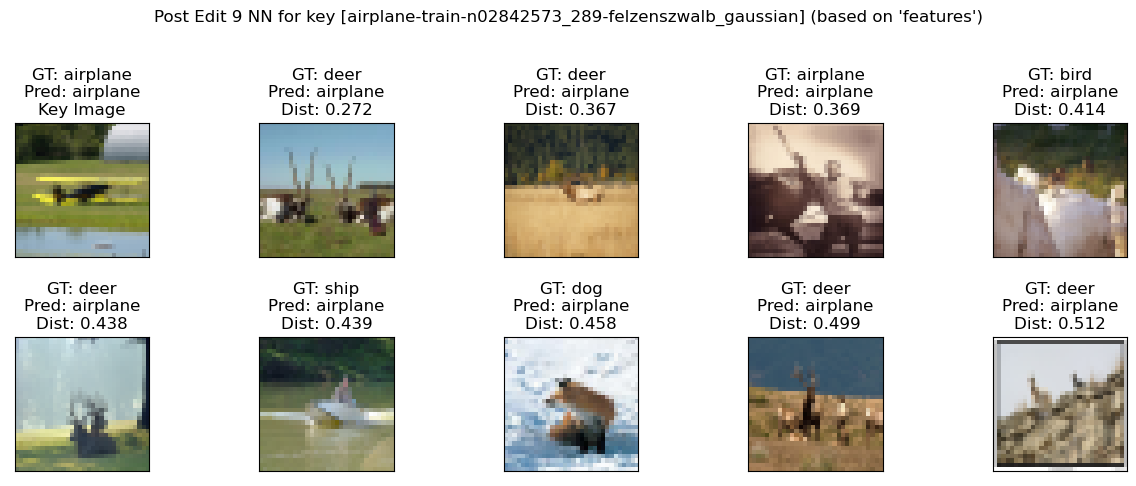 Post Edit 9 NN for key [airplane-train-n02842573_289-felzenszwalb_gaussian] (based on 'features')
GT: airplane
Pred: airplane
Key Image
GT: deer
Pred: airplane
Dist: 0.272
GT: deer
Pred: airplane
Dist: 0.367
GT: airplane
Pred: airplane
Dist: 0.369
GT: bird
Pred: airplane
Dist: 0.414
GT: deer
Pred: airplane
Dist: 0.438
GT: ship
Pred: airplane
Dist: 0.439
GT: dog
Pred: airplane
Dist: 0.458
GT: deer
Pred: airplane
Dist: 0.499
GT: deer
Pred: airplane
Dist: 0.512